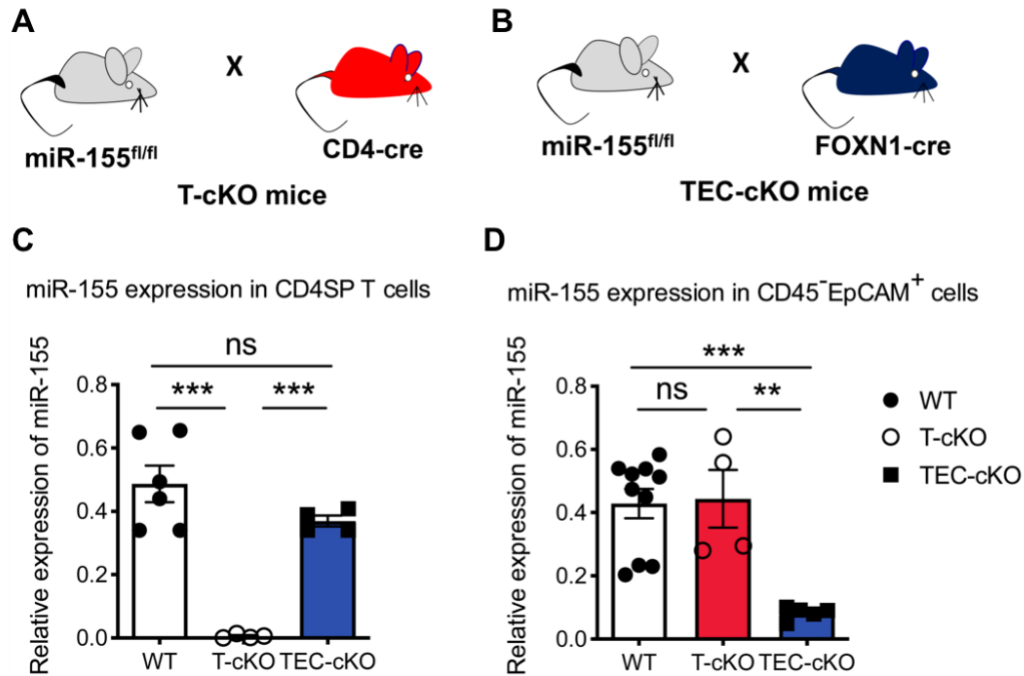 A
B
X
X
miR-155fl/fl
CD4-cre
miR-155fl/fl
FOXN1-cre
T-cKO mice
TEC-cKO mice
C
D
miR-155 expression in CD4SP T cells
miR-155 expression in CD45-EpCAM+ cells
Relative expression of miR-155
0.8
0.6
0.4
0.2
0.0
ns
***
***
WT
T-cKO
TEC-cKO
Relative expression of miR-155
0.8
0.6
0.4
0.2
0.0
***
ns
**
WT
T-cKO
TEC-cKO
WT
T-cKO
TEC-cKO